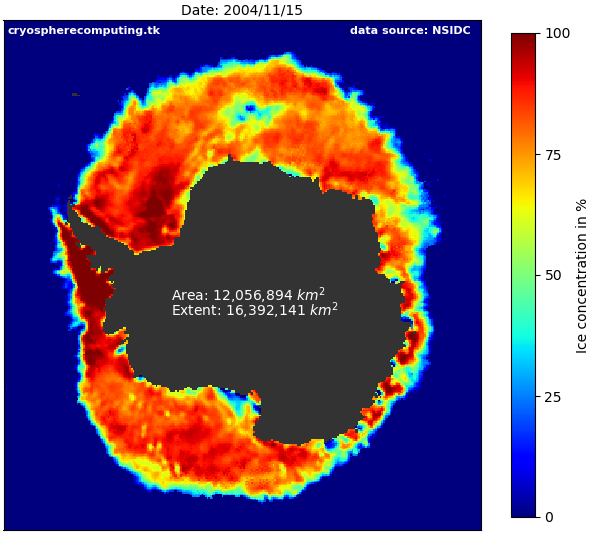 Date: 2004/11/15
cryospherecomputing.tk
data source: NSIDC
Area: 12,056,894 km²
Extent: 16,392,141 km²
100
75
50
25
0
Ice concentration in %